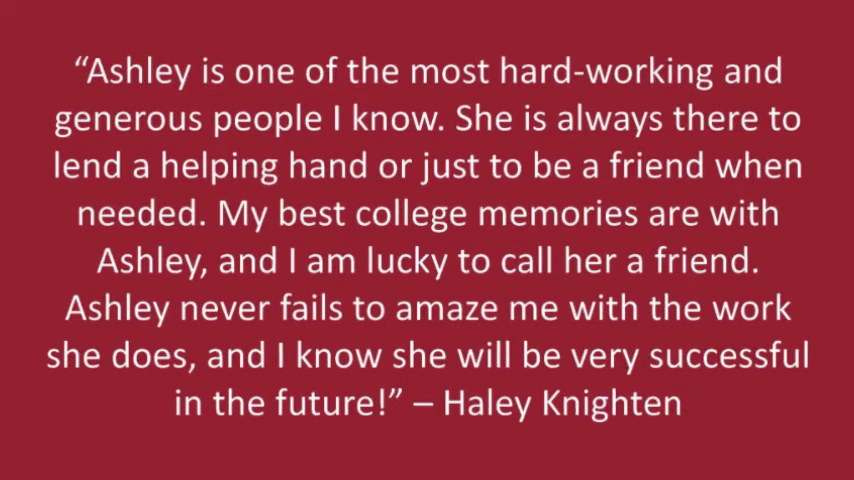 “Ashley is one of the most hard-working and
generous people I know. She is always there to
lend a helping hand or just to be a friend when
needed. My best college memories are with
Ashley, and I am lucky to call her a friend.
Ashley never fails to amaze me with the work
she does, and I know she will be very successful
in the future!” – Haley Knighten